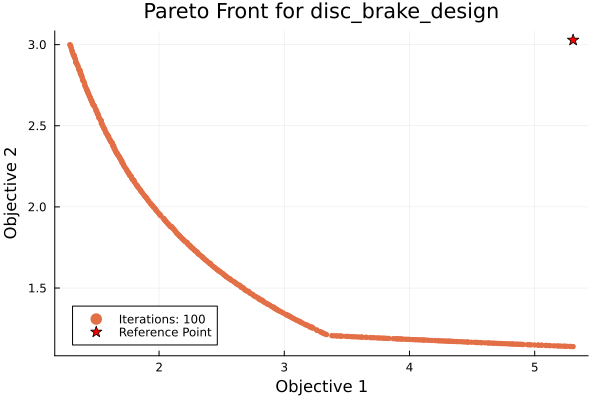 Pareto Front for disc_brake_design
3.0
2.5
2.0
1.5
Objective 2
Iterations: 100
Reference Point
2
3
4
5
Objective 1